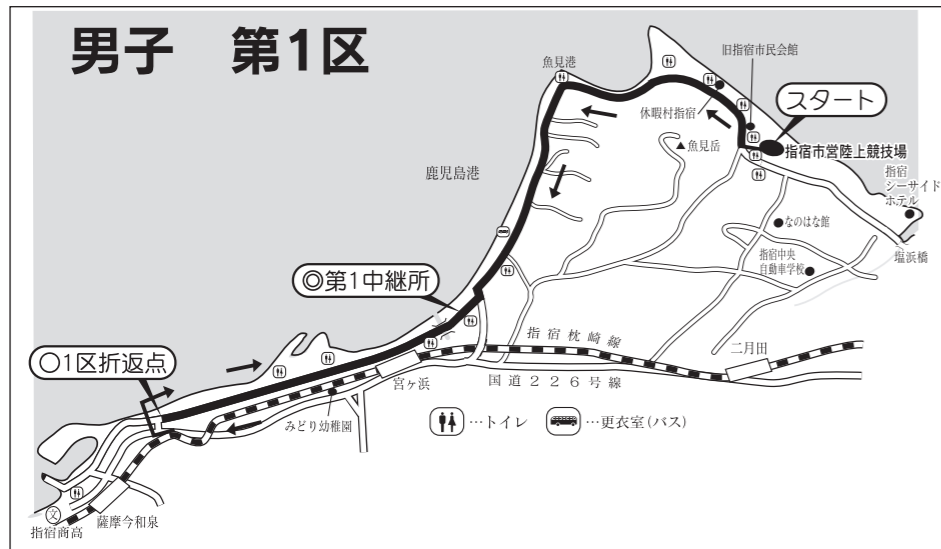 男子 第1区
旧指宿市民会館
魚見港
スタート
休暇村指宿
指宿市営陸上競技場
魚見岳
鹿児島港
指宿
シーサイド
ホテル
なのはな館
塩浜橋
指宿中央
自動車学校
◎第1中継所
指宿枕崎線
二月田
○1区折返点
宮ヶ浜
国道226号線
みどり幼稚園
…トイレ
…更衣室(バス)
文
薩摩今和泉
指宿商高